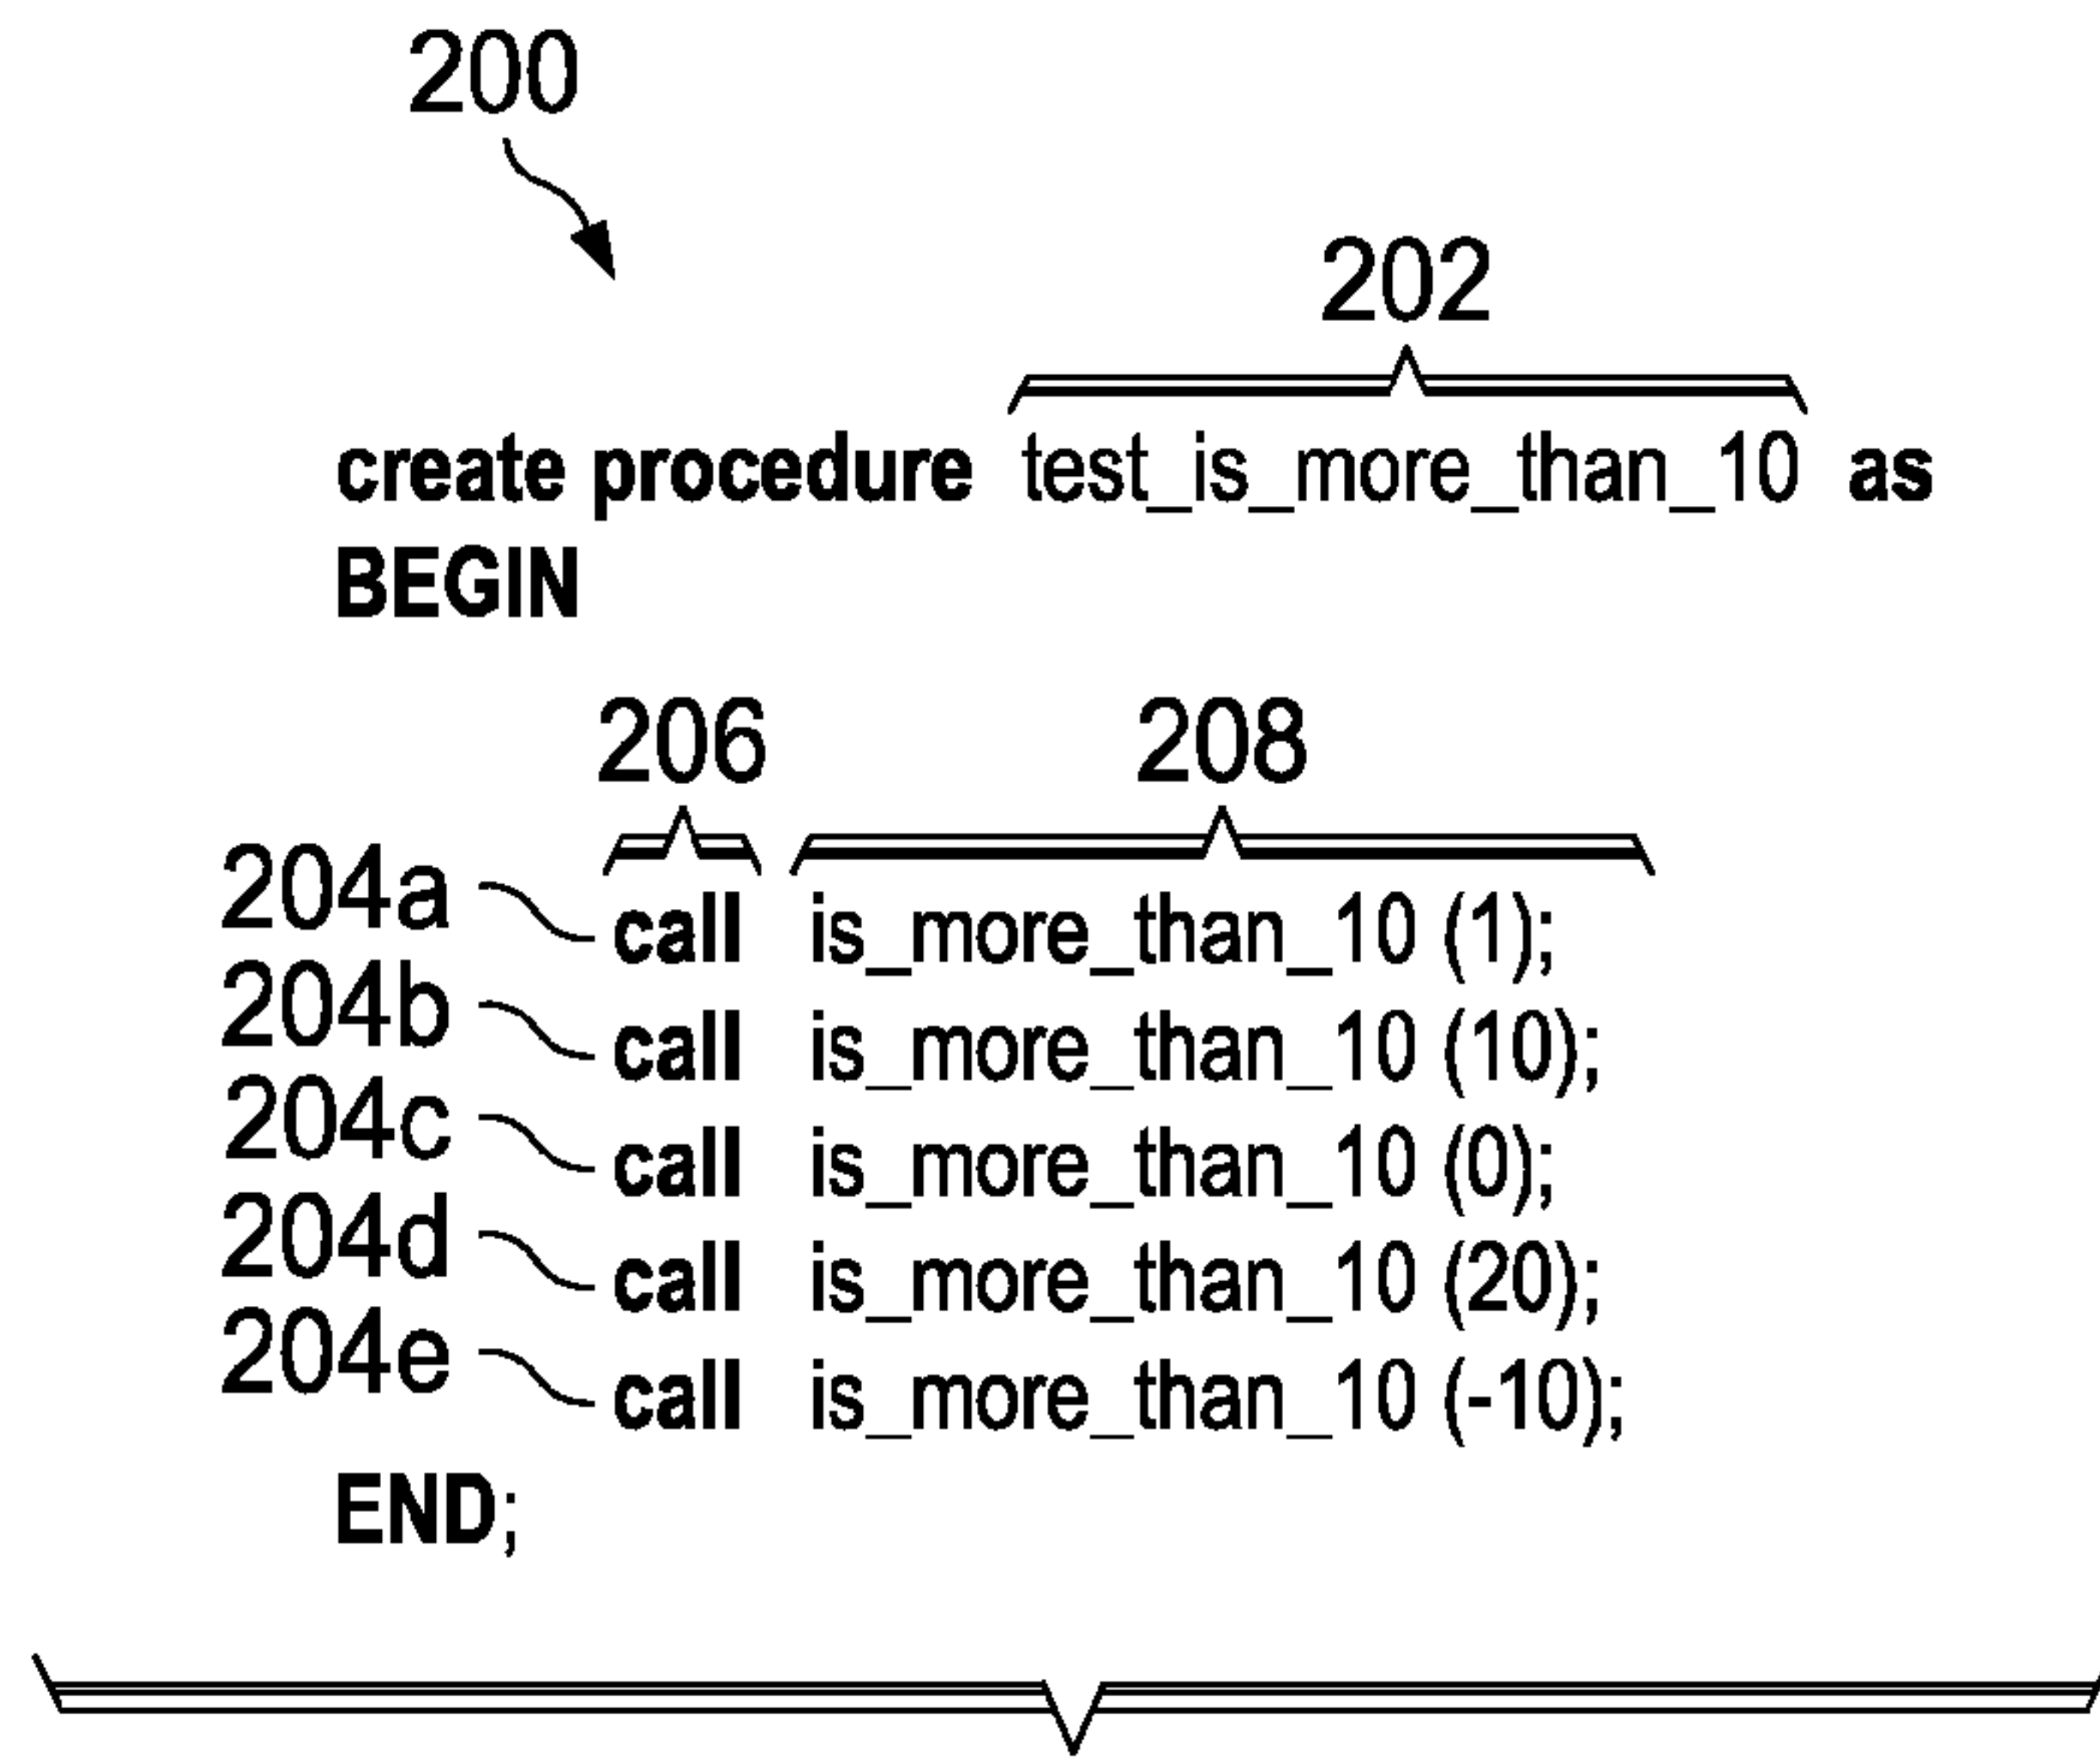 200
202
create procedure test_is_more_than_10 as
BEGIN
206 208
204a call is_more_than_10 (1);
204b call is_more_than_10 (10);
204c call is_more_than_10 (0);
204d call is_more_than_10 (20);
204e call is_more_than_10 (-10);
END;